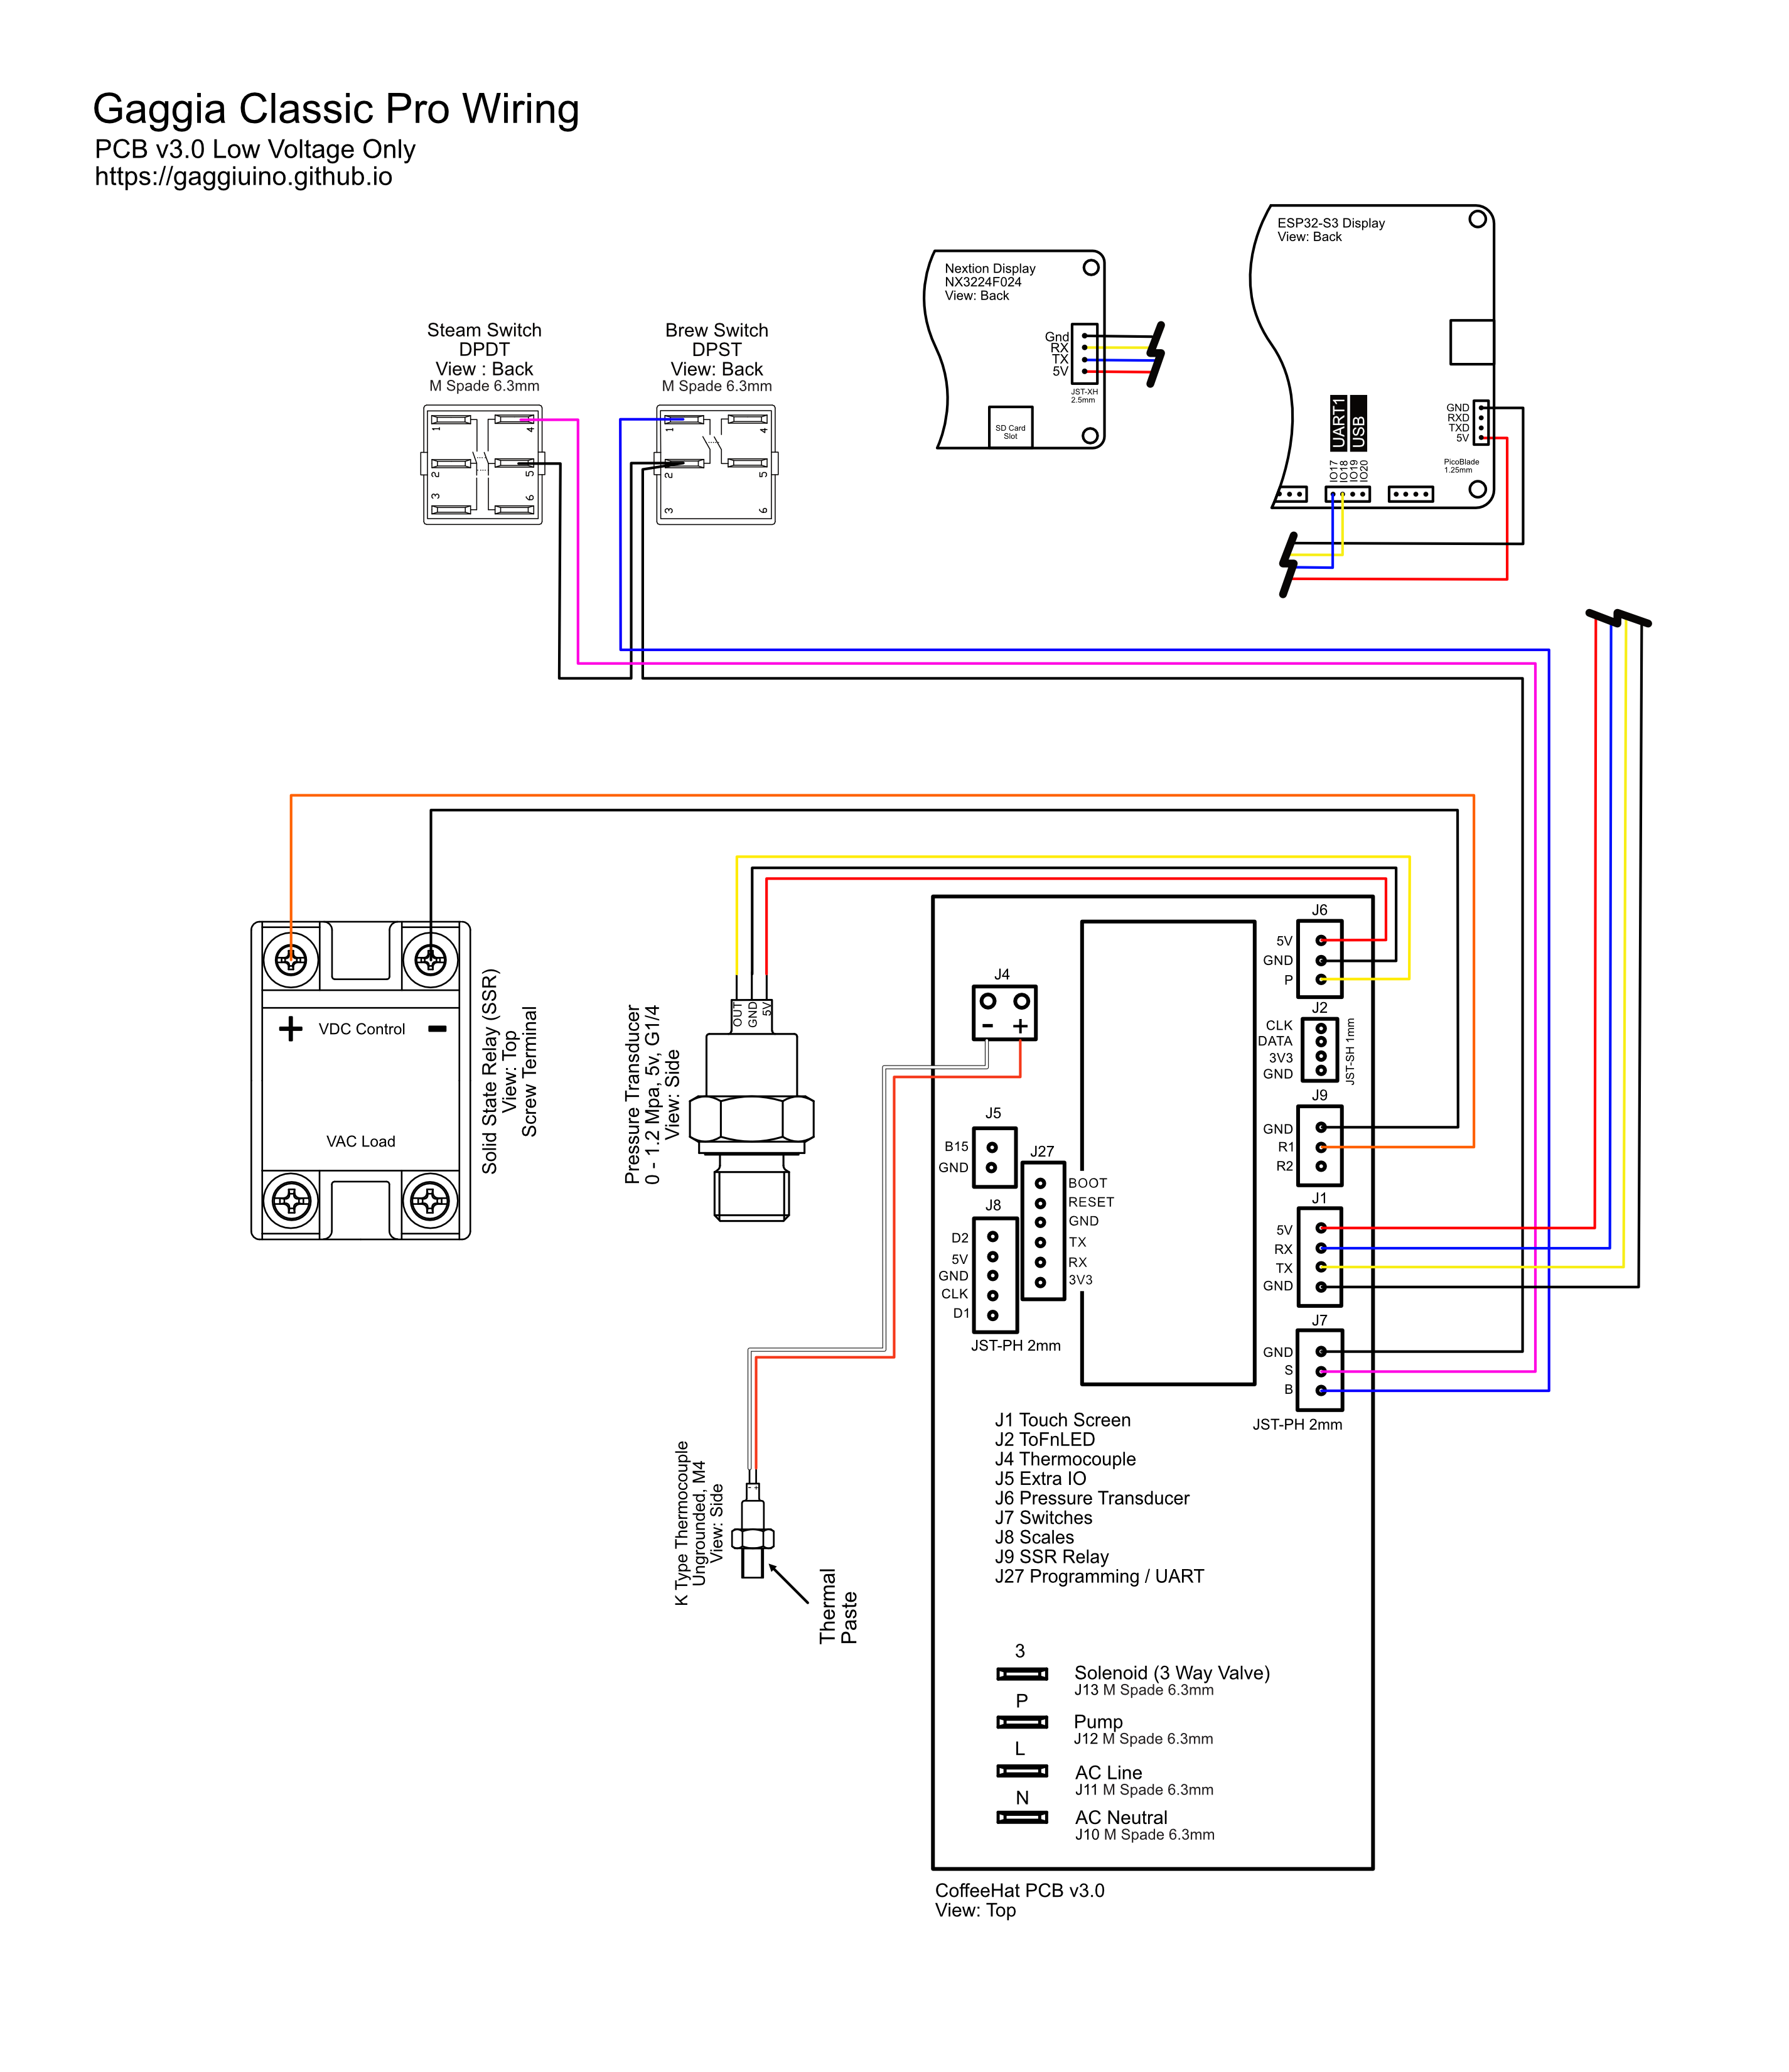 Gaggia Classic Pro Wiring
PCB v3.0 Low Voltage Only
https://gaggiuino.github.io
ESP32-S3 Display
View: Back
UART1
USB
IO17
IO18
IO19
IO20
GND
RXD
TXD
5V
PicoBlade
1.25mm
Nextion Display
NX3224F024
View: Back
Gnd
RX
TX
5V
JST-XH
2.5mm
SD Card
Slot
Steam Switch
DPDT
View : Back
M Spade 6.3mm
1
4
2
5
3
6
Brew Switch
DPST
View: Back
M Spade 6.3mm
1
4
2
5
3
6
+ VDC Control -
VAC Load
Solid State Relay (SSR)
View: Top
Screw Terminal
OUT
GND
5V
Pressure Transducer
0 - 1.2 Mpa, 5v, G1/4
View: Side
J4
- +
J5
B15
GND
J27
BOOT
RESET
GND
TX
RX
3V3
J8
D2
5V
GND
CLK
D1
JST-PH 2mm
J6
5V
GND
P
J2
CLK
DATA
3V3
GND
JST-SH 1mm
J9
GND
R1
R2
J1
5V
RX
TX
GND
J7
GND
S
B
JST-PH 2mm
- +
K Type Thermocouple
Ungrounded, M4
View: Side
Thermal
Paste
J1 Touch Screen
J2 ToFnLED
J4 Thermocouple
J5 Extra IO
J6 Pressure Transducer
J7 Switches
J8 Scales
J9 SSR Relay
J27 Programming / UART
3
Solenoid (3 Way Valve)
J13 M Spade 6.3mm
P
Pump
J12 M Spade 6.3mm
L
AC Line
J11 M Spade 6.3mm
N
AC Neutral
J10 M Spade 6.3mm
CoffeeHat PCB v3.0
View: Top